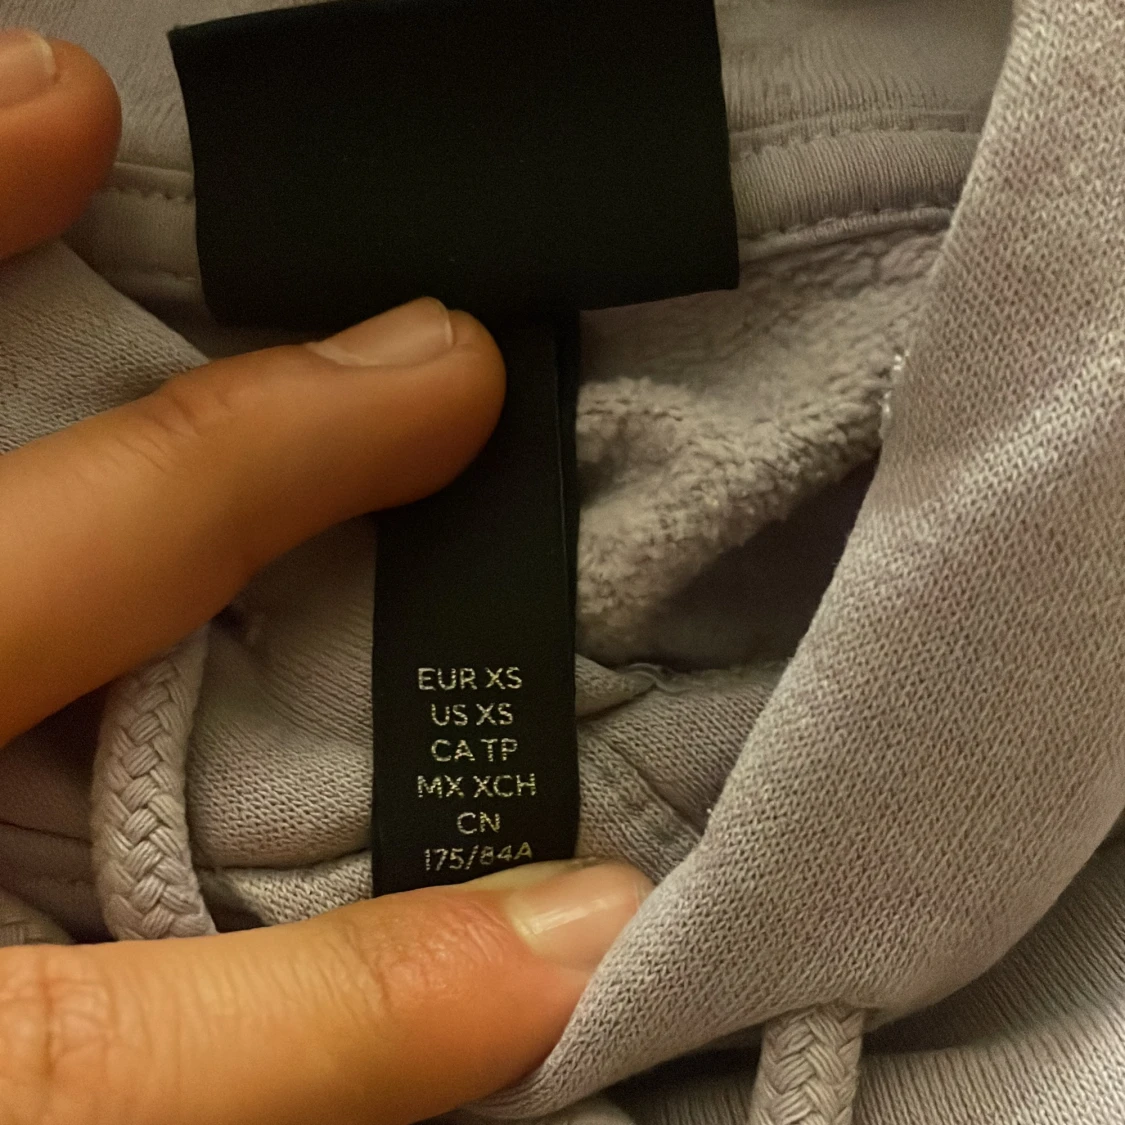 EUR XS
US XS
CA TP
MX XCH
CN
175/84A